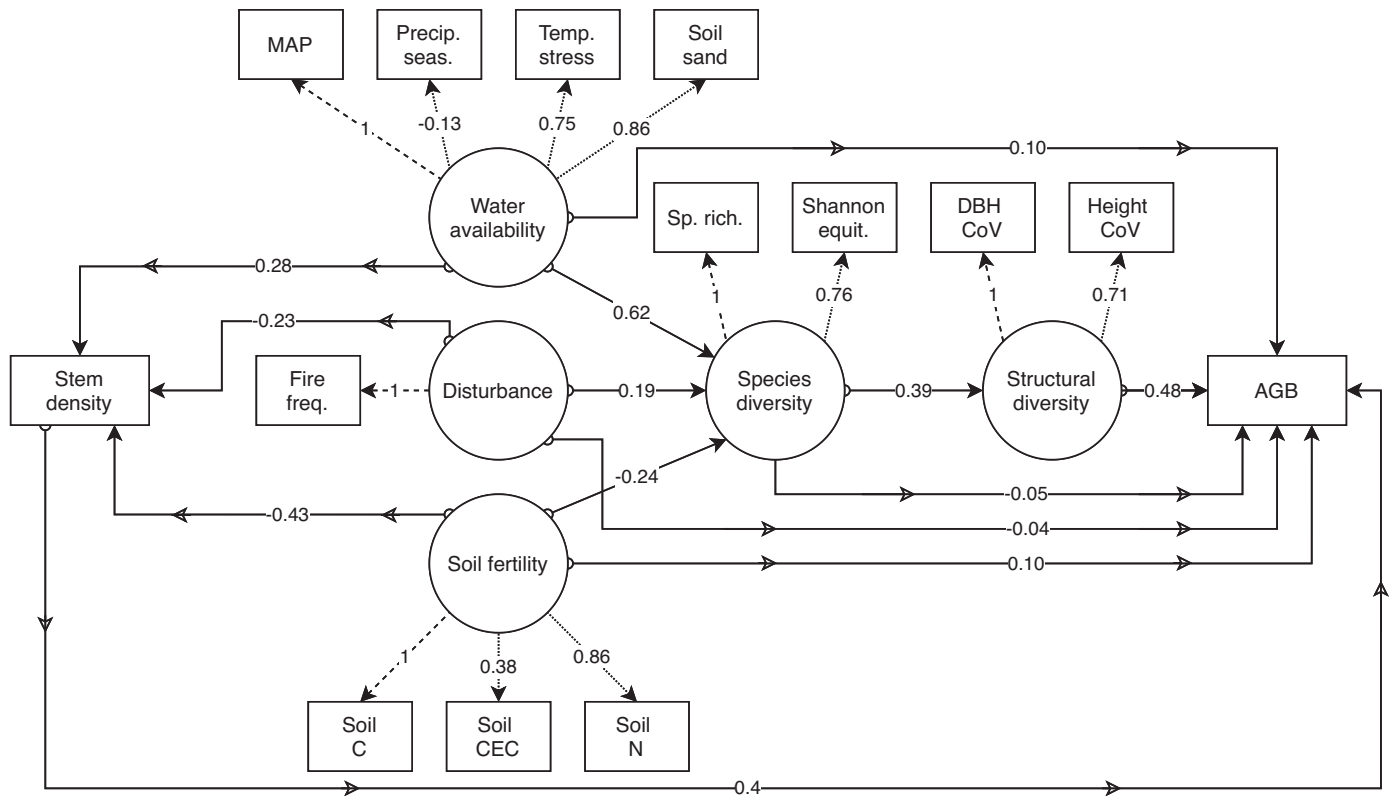 MAP
Precip.
seas.
Temp.
stress
Soil
sand
1
-0.13
0.75
0.86
0.10
Water
availability
Sp. rich.
Shannon
equit.
DBH
CoV
Height
CoV
0.28
0.62
1
0.76
1
0.71
-0.23
Stem
density
Fire
freq.
1
Disturbance
0.19
Species
diversity
0.39
Structural
diversity
0.48
AGB
-0.24
-0.05
-0.43
-0.04
Soil fertility
0.10
1
0.38
0.86
Soil
C
Soil
CEC
Soil
N
0.4